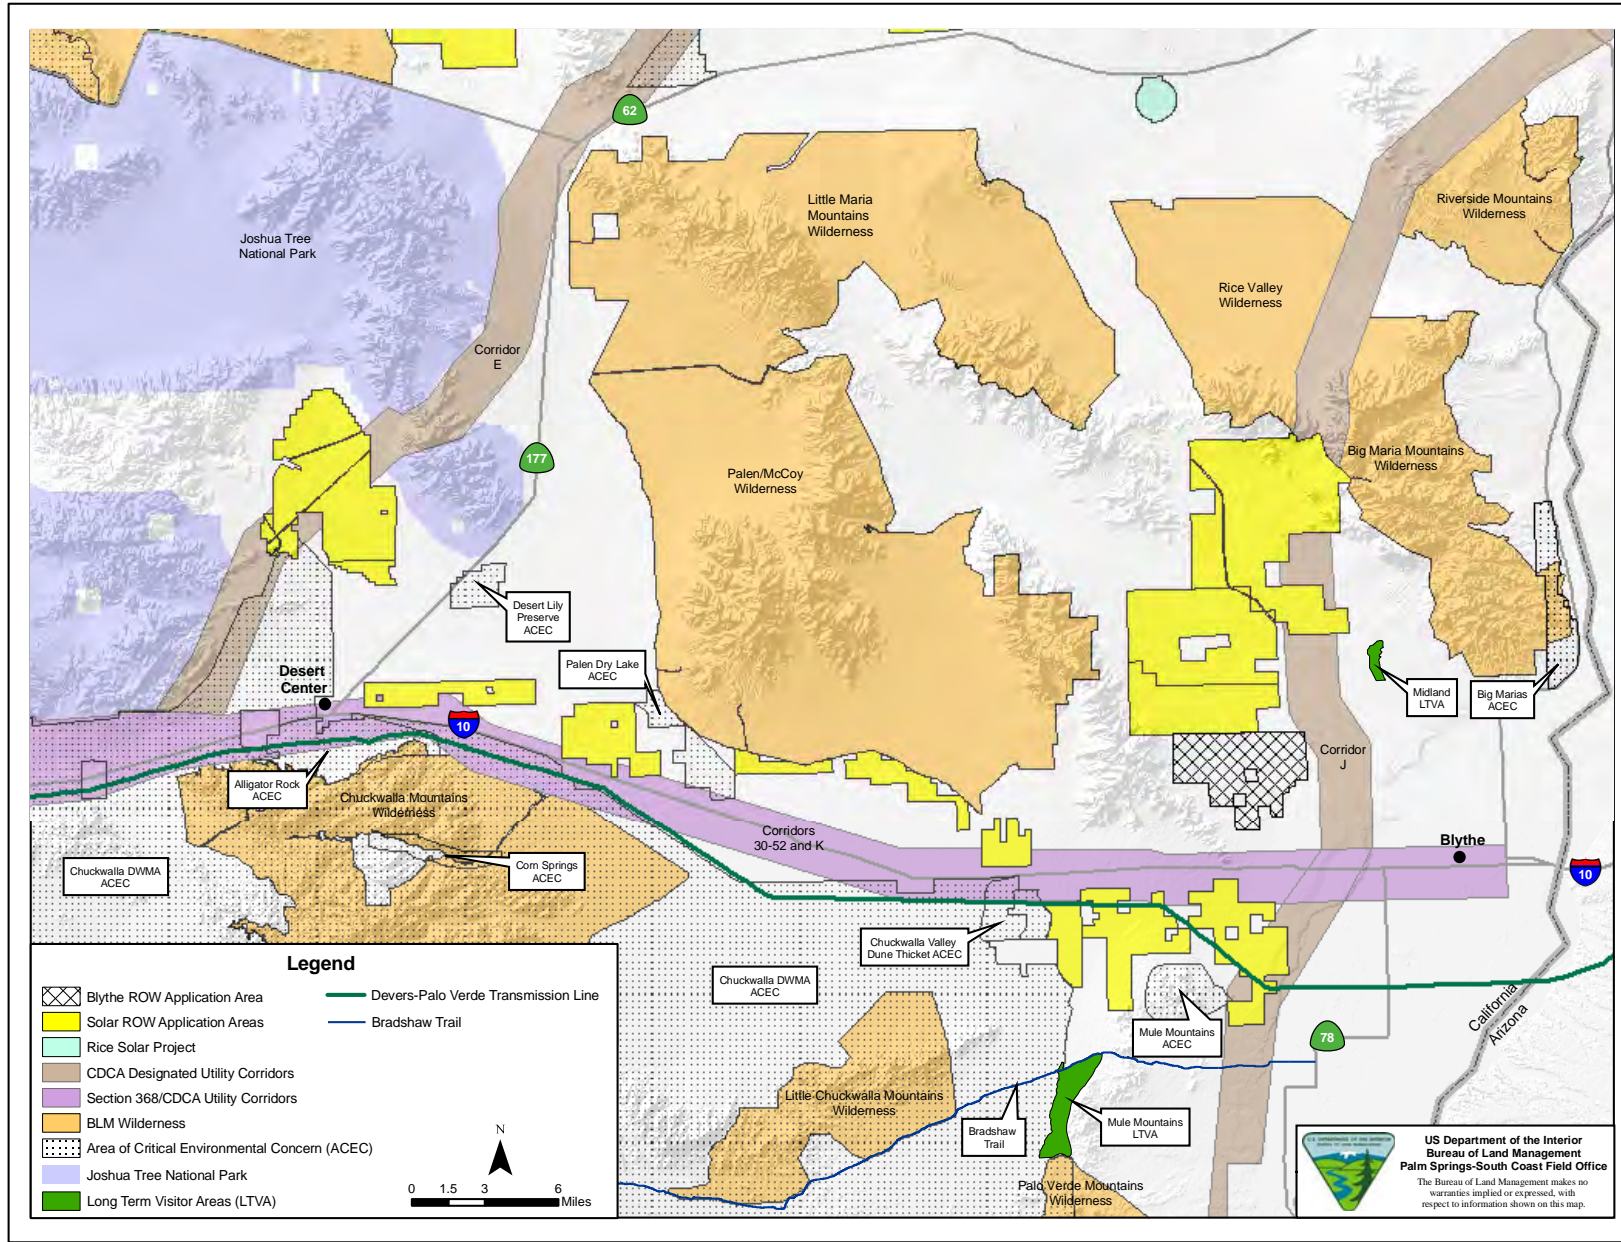 62
Joshua Tree
National Park
Little Maria
Mountains
Wilderness
Riverside Mountains
Wilderness
Rice Valley
Wilderness
Corridor
E
177
Palen/McCoy
Wilderness
Big Maria Mountains
Wilderness
Desert Lily
Preserve
ACEC
Palen Dry Lake
ACEC
Desert
Center
10
Midland
LTVA
Big Marias
ACEC
Corridor
J
Alligator Rock
ACEC
Chuckwalla Mountains
Wilderness
Corridors
30-52 and K
Blythe
10
Chuckwalla DWMA
ACEC
Corn Springs
ACEC
Chuckwalla Valley
Dune Thicket ACEC
Chuckwalla DWMA
ACEC
Mule Mountains
ACEC
California
Arizona
78
Little Chuckwalla Mountains
Wilderness
Bradshaw
Trail
Mule Mountains
LTVA
Palo Verde Mountains
Wilderness
Legend
Blythe ROW Application Area
Solar ROW Application Areas
Rice Solar Project
CDCA Designated Utility Corridors
Section 368/CDCA Utility Corridors
BLM Wilderness
Area of Critical Environmental Concern (ACEC)
Joshua Tree National Park
Long Term Visitor Areas (LTVA)
Devers-Palo Verde Transmission Line
Bradshaw Trail
N
0 1.5 3 6
Miles
US Department of the Interior
Bureau of Land Management
Palm Springs-South Coast Field Office
The Bureau of Land Management makes no
warranties implied or expressed, with
respect to information shown on this map.